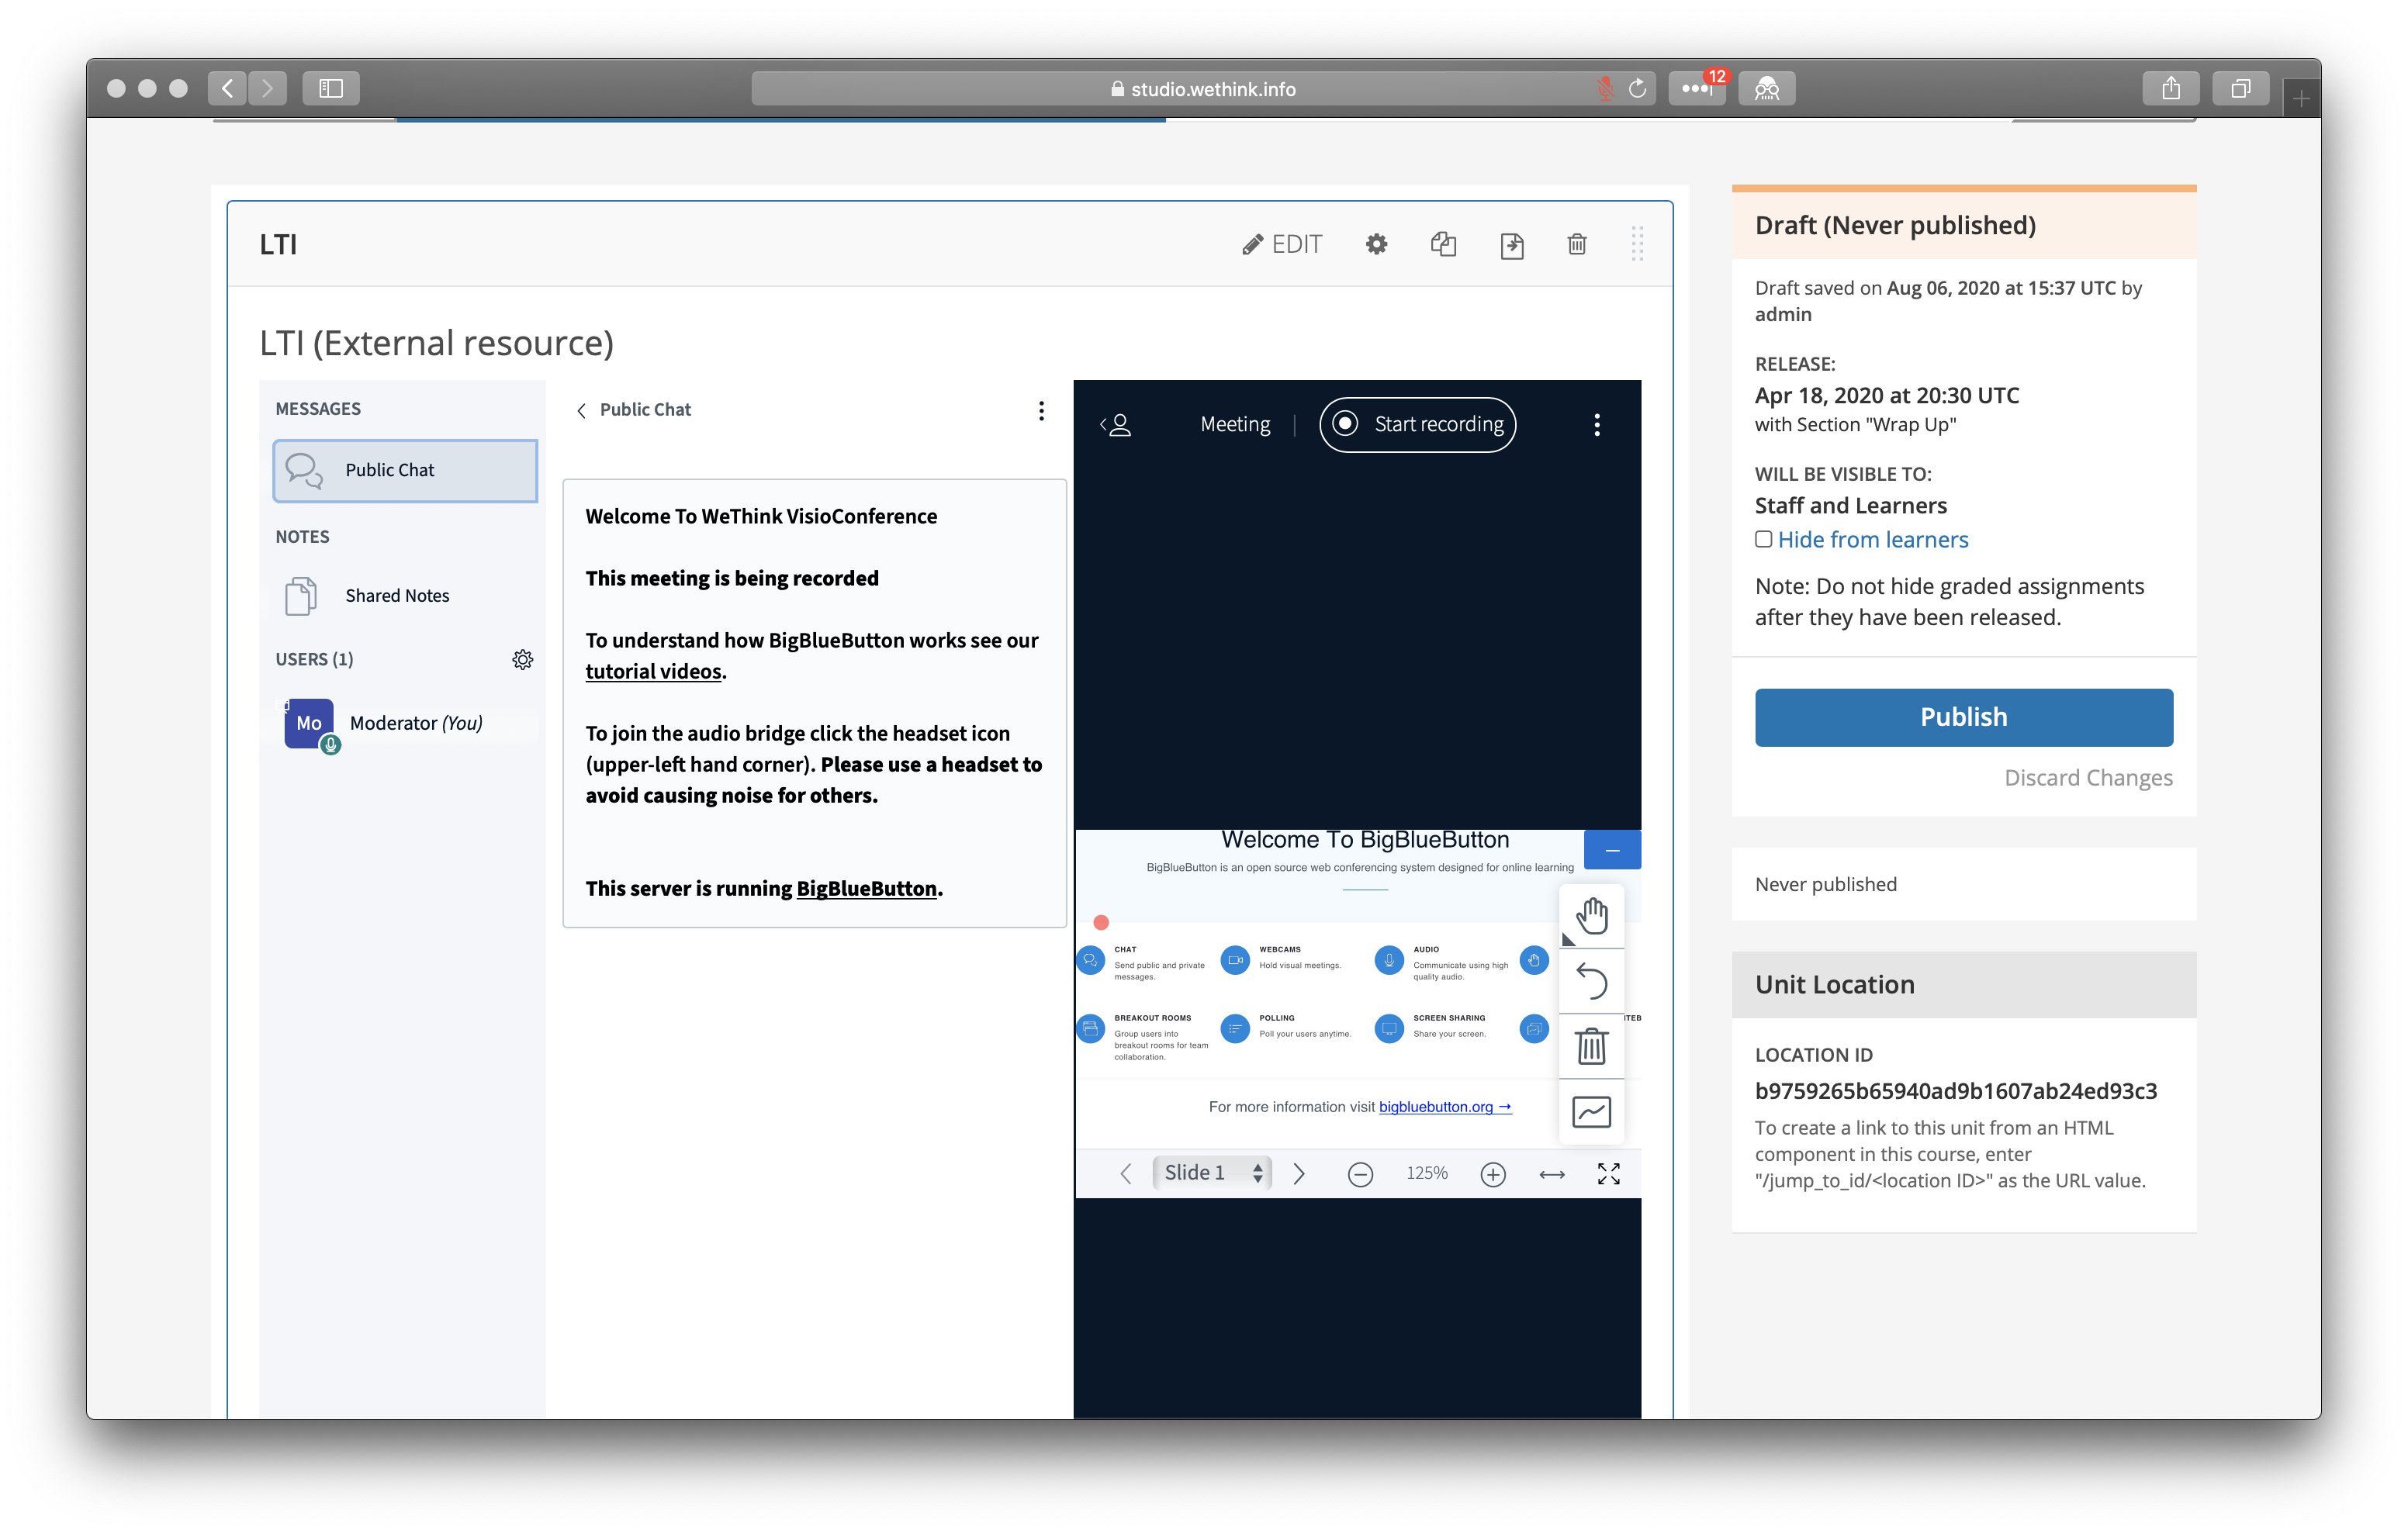 studio.wethink.info
12
LTI
EDIT
LTI (External resource)
MESSAGES
Public Chat
NOTES
Shared Notes
USERS (1)
Mo
Moderator (You)
Public Chat
Welcome To WeThink VisioConference
This meeting is being recorded
To understand how BigBlueButton works see our
tutorial videos.
To join the audio bridge click the headset icon
(upper-left hand corner). Please use a headset to
avoid causing noise for others.
This server is running BigBlueButton.
Meeting
Start recording
Welcome To BigBlueButton
BigBlueButton is an open source web conferencing system designed for online learning
CHAT
Send public and private
messages.
WEBCAMS
Hold visual meetings.
AUDIO
Communicate using high
quality audio.
BREAKOUT ROOMS
Group users into
breakout rooms for team
collaboration.
POLLING
Poll your users anytime.
SCREEN SHARING
Share your screen.
For more information visit bigbluebutton.org →
Slide 1
125%
Draft (Never published)
Draft saved on Aug 06, 2020 at 15:37 UTC by
admin
RELEASE:
Apr 18, 2020 at 20:30 UTC
with Section "Wrap Up"
WILL BE VISIBLE TO:
Staff and Learners
Hide from learners
Note: Do not hide graded assignments
after they have been released.
Publish
Discard Changes
Never published
Unit Location
LOCATION ID
b9759265b65940ad9b1607ab24ed93c3
To create a link to this unit from an HTML
component in this course, enter
"/jump_to_id/<location ID>" as the URL value.